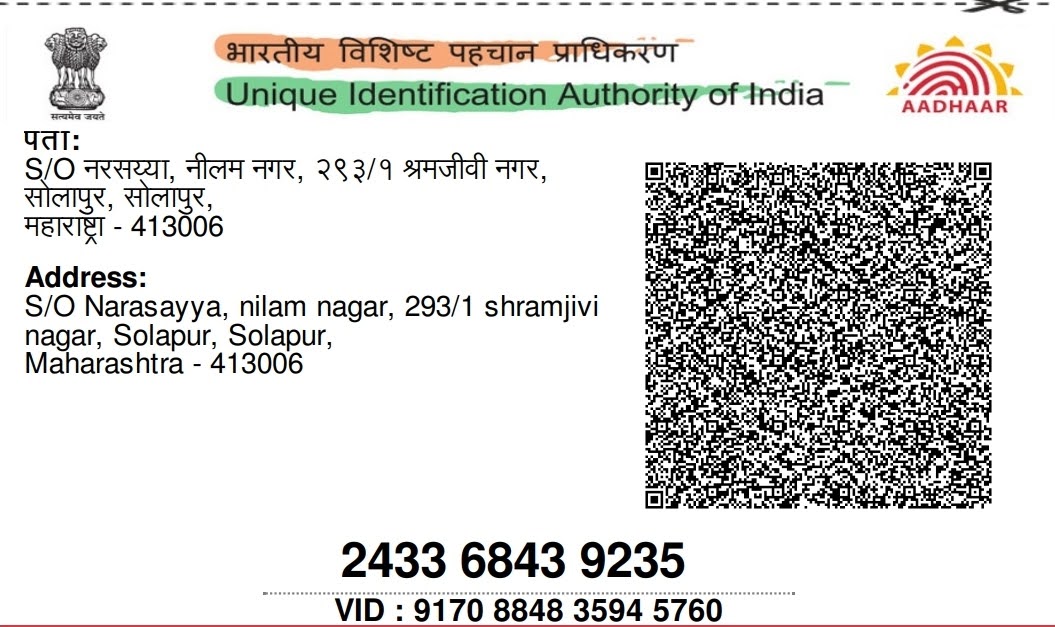 भारतीय विशिष्ट पहचान प्राधिकरण
Unique Identification Authority of India
सत्यमेव जयते
AADHAAR
पता:
S/O नरसय्या, नीलम नगर, २९३/१ श्रमजीवी नगर,
सोलापुर, सोलापुर,
महाराष्ट्रा - 413006
Address:
S/O Narasayya, nilam nagar, 293/1 shramjivi
nagar, Solapur, Solapur,
Maharashtra - 413006
2433 6843 9235
VID : 9170 8848 3594 5760